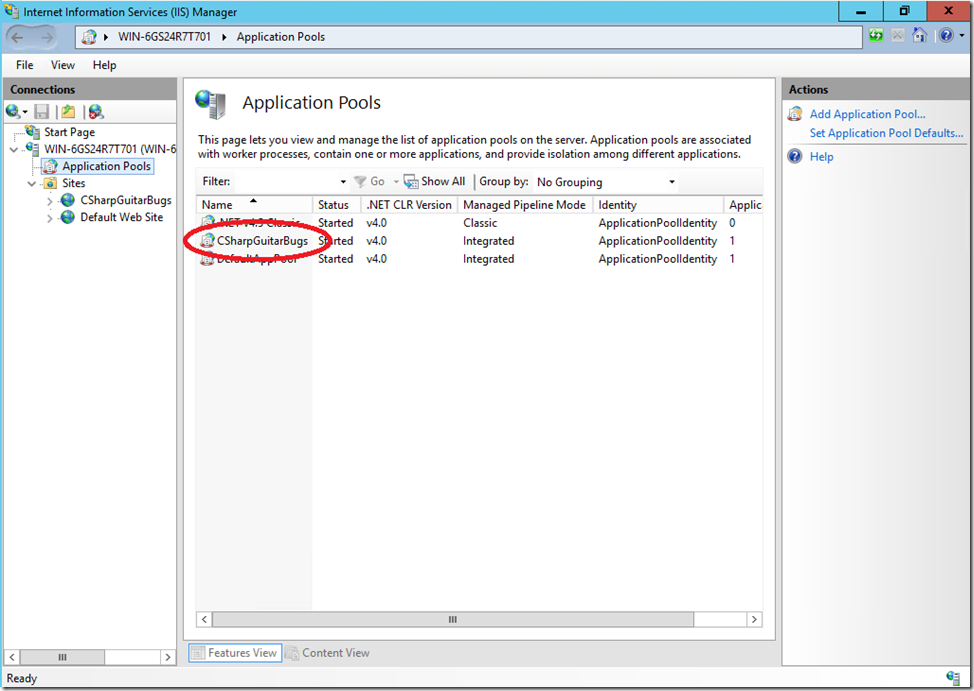 Internet Information Services (IIS) Manager
WIN-6GS24R7T701 Application Pools
File View Help
Connections
Start Page
WIN-6GS24R7T701 (WIN-6
Application Pools
Sites
CSharpGuitarBugs
Default Web Site
Application Pools
This page lets you view and manage the list of application pools on the server. Application pools are associated
with worker processes, contain one or more applications, and provide isolation among different applications.
Filter: Go Show All Group by: No Grouping
Name Status .NET CLR Version Managed Pipeline Mode Identity Applic
.NET v4.5 Classic Started v4.0 Classic ApplicationPoolIdentity 0
CSharpGuitarBugs Started v4.0 Integrated ApplicationPoolIdentity 1
DefaultAppPool Started v4.0 Integrated ApplicationPoolIdentity 1
Features View Content View
Actions
Add Application Pool...
Set Application Pool Defaults...
Help
Ready